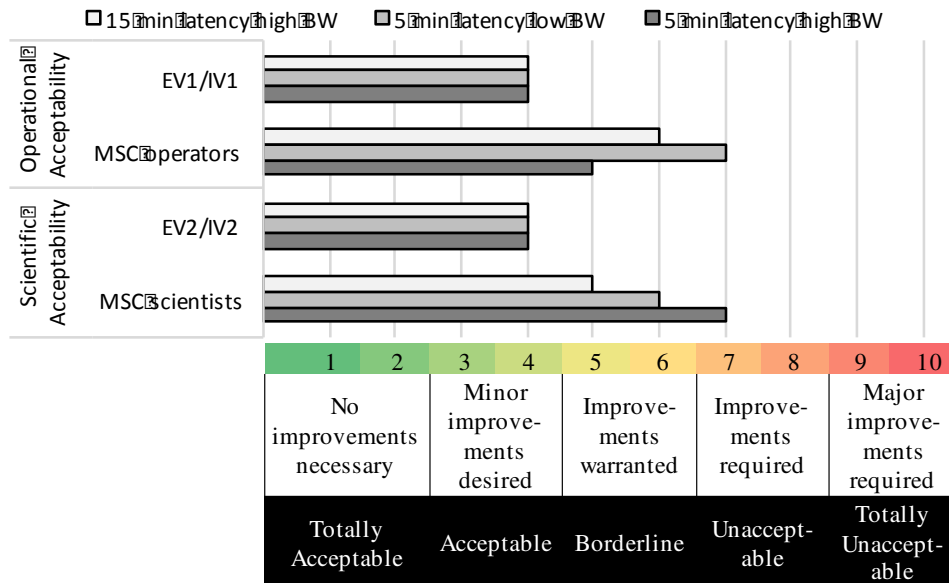 15 min latency high BW 5 min latency low BW 5 min latency high BW
Operational
Acceptability
EV1/IV1
MSC operators
Scientific
Acceptability
EV2/IV2
MSC scientists
1 2 3 4 5 6 7 8 9 10
No
improvements
necessary
Minor
improve-
ments
desired
Improve-
ments
warranted
Improve-
ments
required
Major
improve-
ments
required
Totally
Acceptable
Acceptable
Borderline
Unaccept-
able
Totally
Unaccept-
able